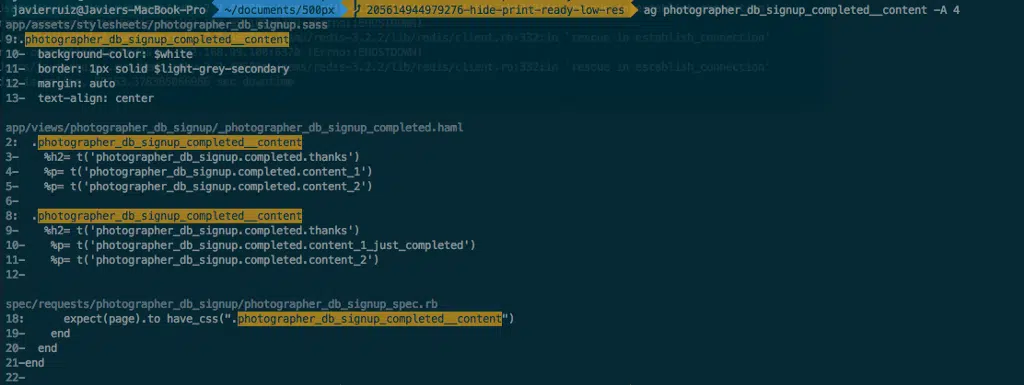 javierruiz@Javiers-MacBook-Pro ~/documents/500px 205614944979276-hide-print-ready-low-res ag photographer_db_signup_completed__content -A 4
app/assets/stylesheets/photographer_db_signup.sass
9:.photographer_db_signup_completed__content
10-  background-color: $white
11-  border: 1px solid $light-grey-secondary
12-  margin: auto
13-  text-align: center
app/views/photographer_db_signup/_photographer_db_signup_completed.haml
2:  .photographer_db_signup_completed__content
3-    %h2= t('photographer_db_signup.completed.thanks')
4-    %p= t('photographer_db_signup.completed.content_1')
5-    %p= t('photographer_db_signup.completed.content_2')
6-
8:  .photographer_db_signup_completed__content
9-    %h2= t('photographer_db_signup.completed.thanks')
10-    %p= t('photographer_db_signup.completed.content_1_just_completed')
11-    %p= t('photographer_db_signup.completed.content_2')
12-
spec/requests/photographer_db_signup/photographer_db_signup_spec.rb
18:      expect(page).to have_css(".photographer_db_signup_completed__content")
19-    end
20-  end
21-end
22-